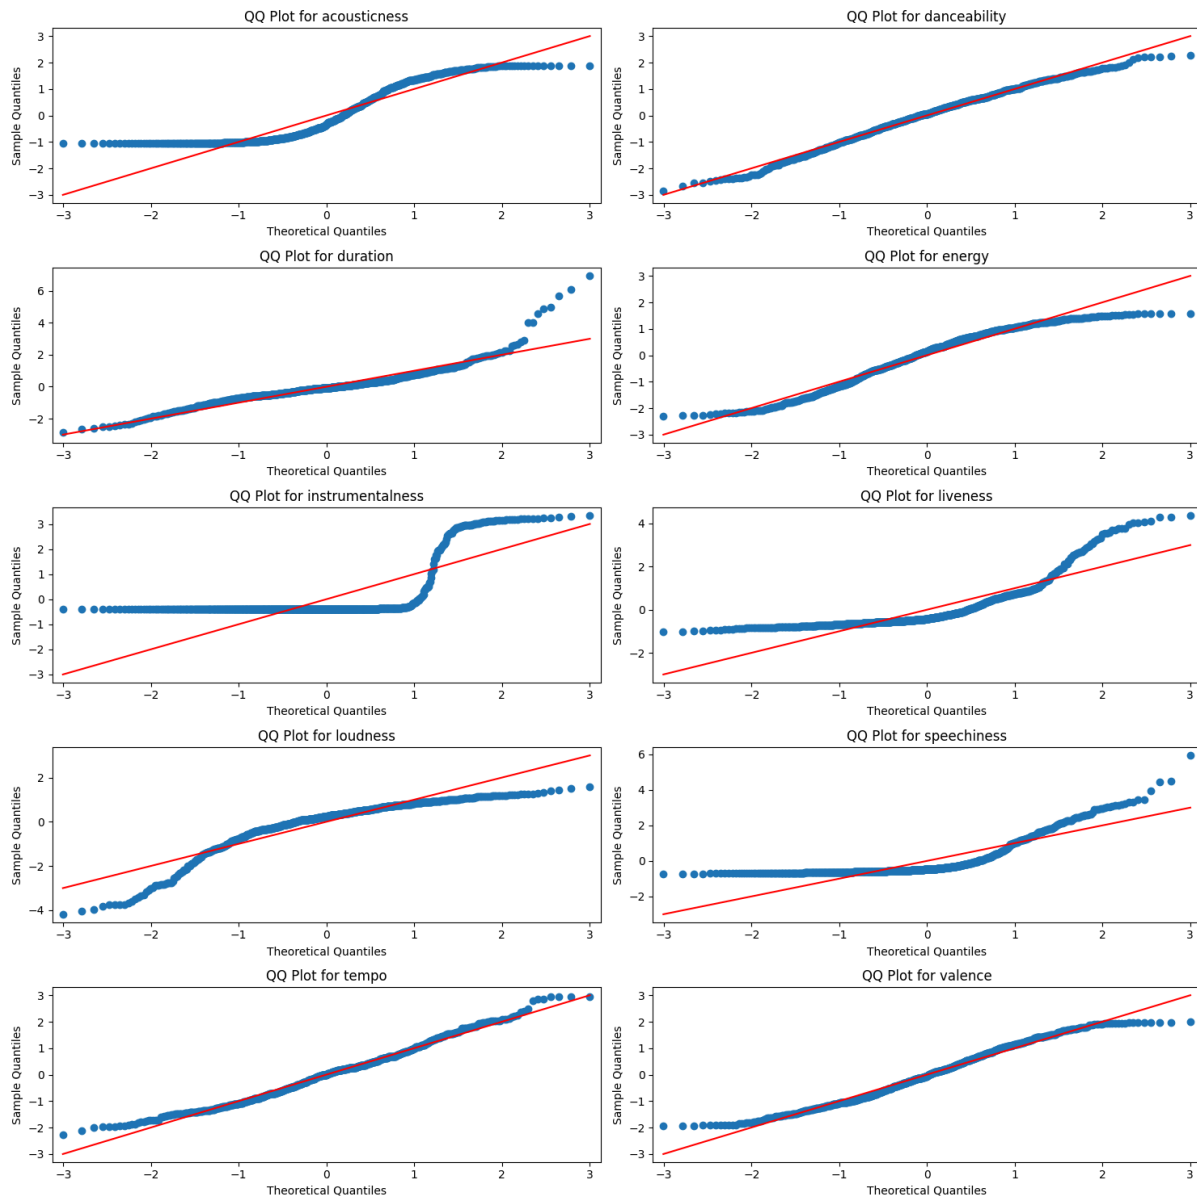 QQ Plot for acousticness
3
2
1
0
−1
−2
−3
Sample Quantiles
−3 −2 −1 0 1 2 3
Theoretical Quantiles
QQ Plot for danceability
3
2
1
0
−1
−2
−3
Sample Quantiles
−3 −2 −1 0 1 2 3
Theoretical Quantiles
QQ Plot for duration
6
4
2
0
−2
Sample Quantiles
−3 −2 −1 0 1 2 3
Theoretical Quantiles
QQ Plot for energy
3
2
1
0
−1
−2
−3
Sample Quantiles
−3 −2 −1 0 1 2 3
Theoretical Quantiles
QQ Plot for instrumentalness
3
2
1
0
−1
−2
−3
Sample Quantiles
−3 −2 −1 0 1 2 3
Theoretical Quantiles
QQ Plot for liveness
4
2
0
−2
Sample Quantiles
−3 −2 −1 0 1 2 3
Theoretical Quantiles
QQ Plot for loudness
2
0
−2
−4
Sample Quantiles
−3 −2 −1 0 1 2 3
Theoretical Quantiles
QQ Plot for speechiness
6
4
2
0
−2
Sample Quantiles
−3 −2 −1 0 1 2 3
Theoretical Quantiles
QQ Plot for tempo
3
2
1
0
−1
−2
−3
Sample Quantiles
−3 −2 −1 0 1 2 3
Theoretical Quantiles
QQ Plot for valence
3
2
1
0
−1
−2
−3
Sample Quantiles
−3 −2 −1 0 1 2 3
Theoretical Quantiles